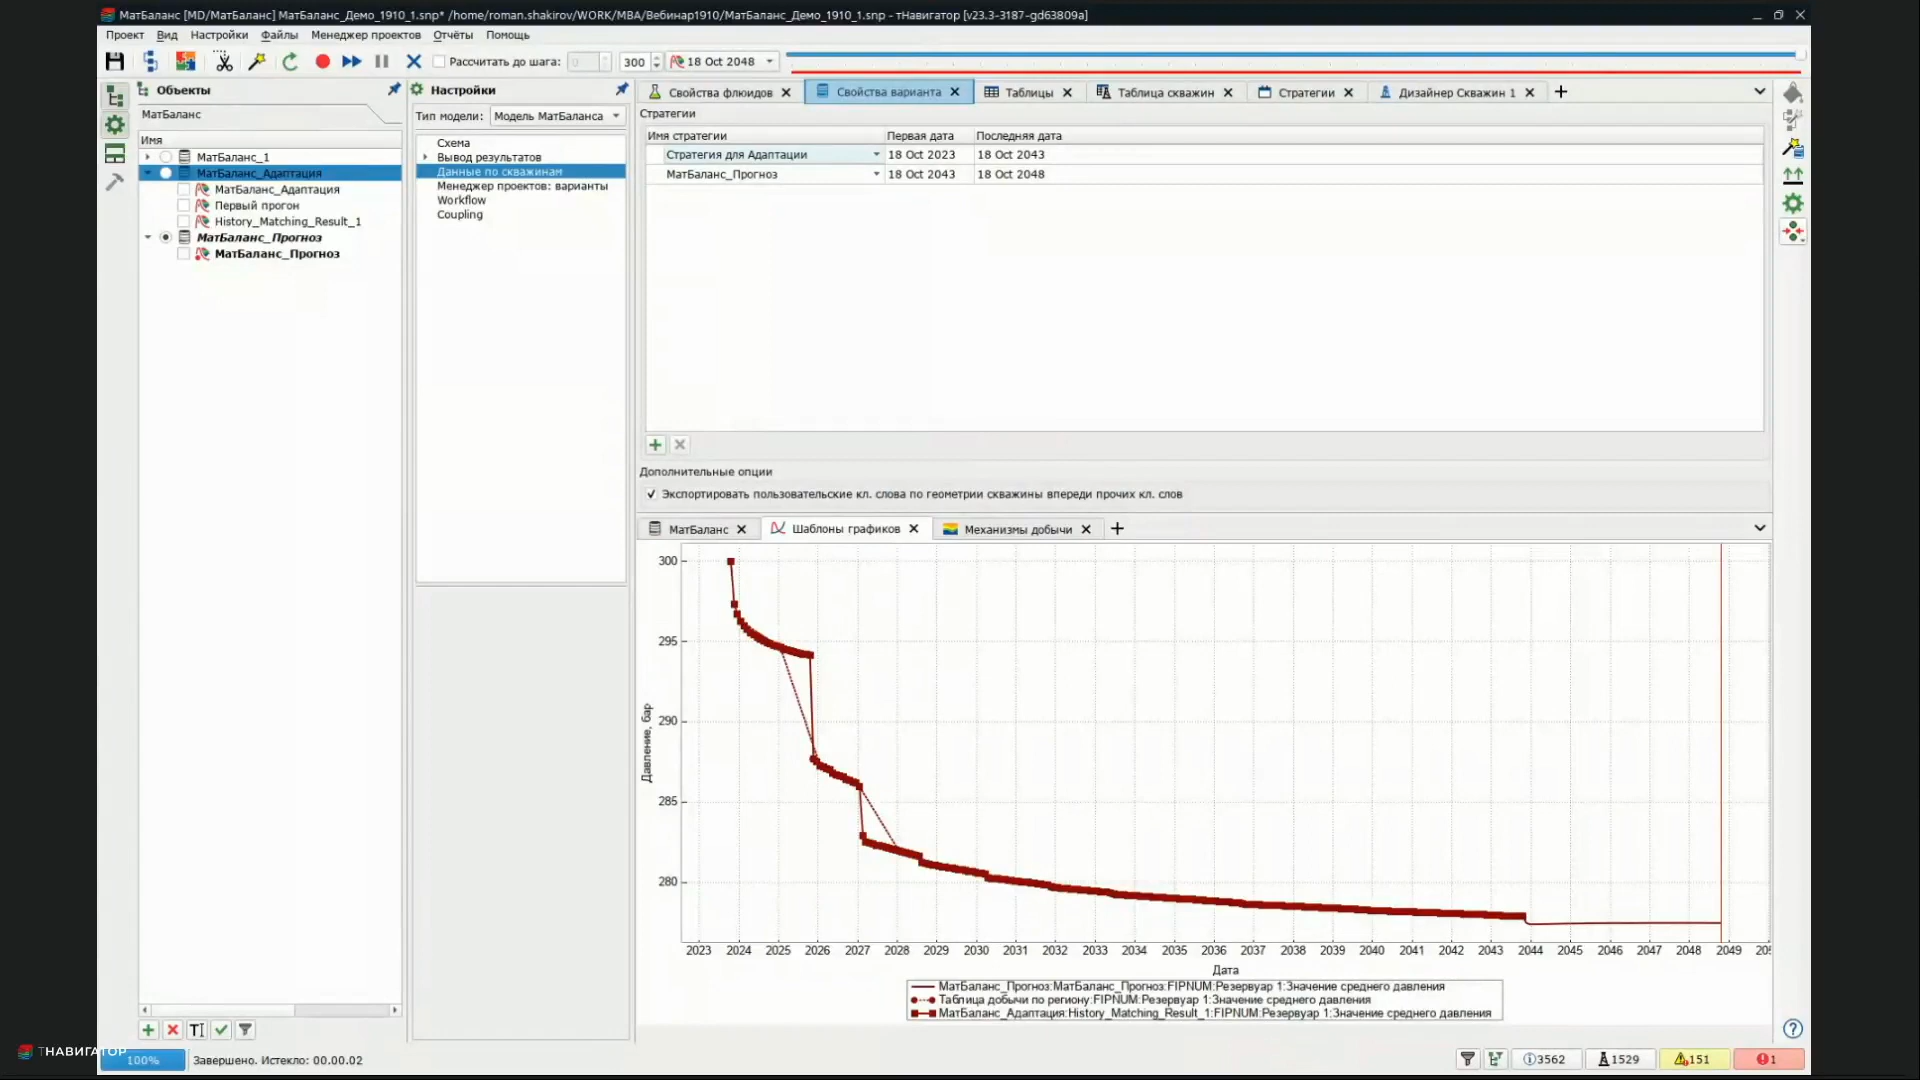 МатБаланс [MD/МатБаланс] МатБаланс_Демо_1910_1.snp* /home/roman.shakirov/WORK/MBA/Вебинар1910/МатБаланс_Демо_1910_1.snp - тНавигатор [v23.3-3187-gd63809a]
Проект Вид Настройки Файлы Менеджер проектов Отчёты Помощь
Рассчитать до шага: 0 300 18 Oct 2048
Объекты
МатБаланс
Имя
МатБаланс_1
МатБаланс_Адаптация
МатБаланс_Адаптация
Первый прогон
History_Matching_Result_1
МатБаланс_Прогноз
МатБаланс_Прогноз
Настройки
Тип модели: Модель МатБаланса
Схема
Вывод результатов
Данные по скважинам
Менеджер проектов: варианты
Workflow
Coupling
Свойства флюидов Свойства варианта Таблицы Таблица скважин Стратегии Дизайнер Скважин 1
Стратегии
Имя стратегии Первая дата Последняя дата
Стратегия для Адаптации 18 Oct 2023 18 Oct 2043
МатБаланс_Прогноз 18 Oct 2043 18 Oct 2048
Дополнительные опции
Экспортировать пользовательские кл. слова по геометрии скважины впереди прочих кл. слов
МатБаланс Шаблоны графиков Механизмы добычи
300
295
290
285
280
Давление, бар
2023 2024 2025 2026 2027 2028 2029 2030 2031 2032 2033 2034 2035 2036 2037 2038 2039 2040 2041 2042 2043 2044 2045 2046 2047 2048 2049
Дата
МатБаланс_Прогноз:МатБаланс_Прогноз:FIPNUM:Резервуар 1:Значение среднего давления
Таблица добычи по региону:FIPNUM:Резервуар 1:Значение среднего давления
МатБаланс_Адаптация:History_Matching_Result_1:FIPNUM:Резервуар 1:Значение среднего давления
ТНАВИГАТОР
100% Завершено. Истекло: 00.00.02
3562 1529 151 1